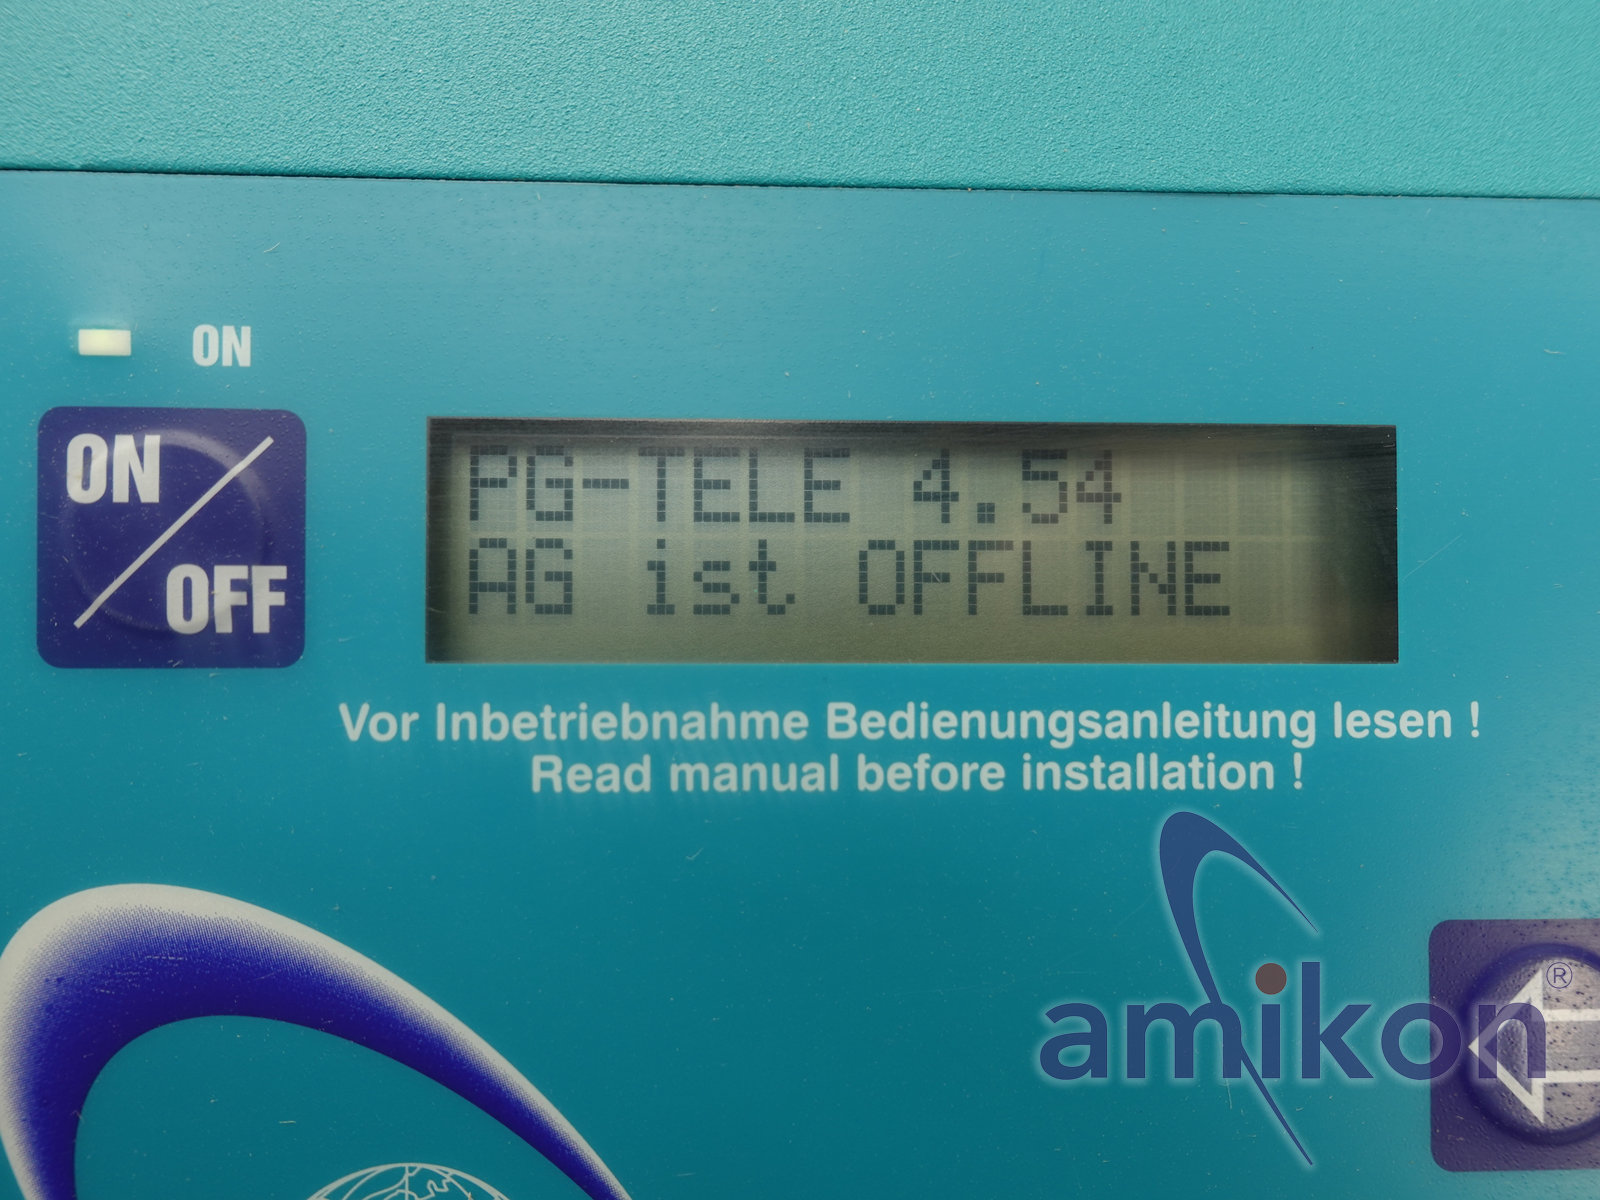 ON
ON
OFF
PG-TELE 4.54
AG ist OFFLINE
Vor Inbetriebnahme Bedienungsanleitung lesen !
Read manual before installation !
amikon®